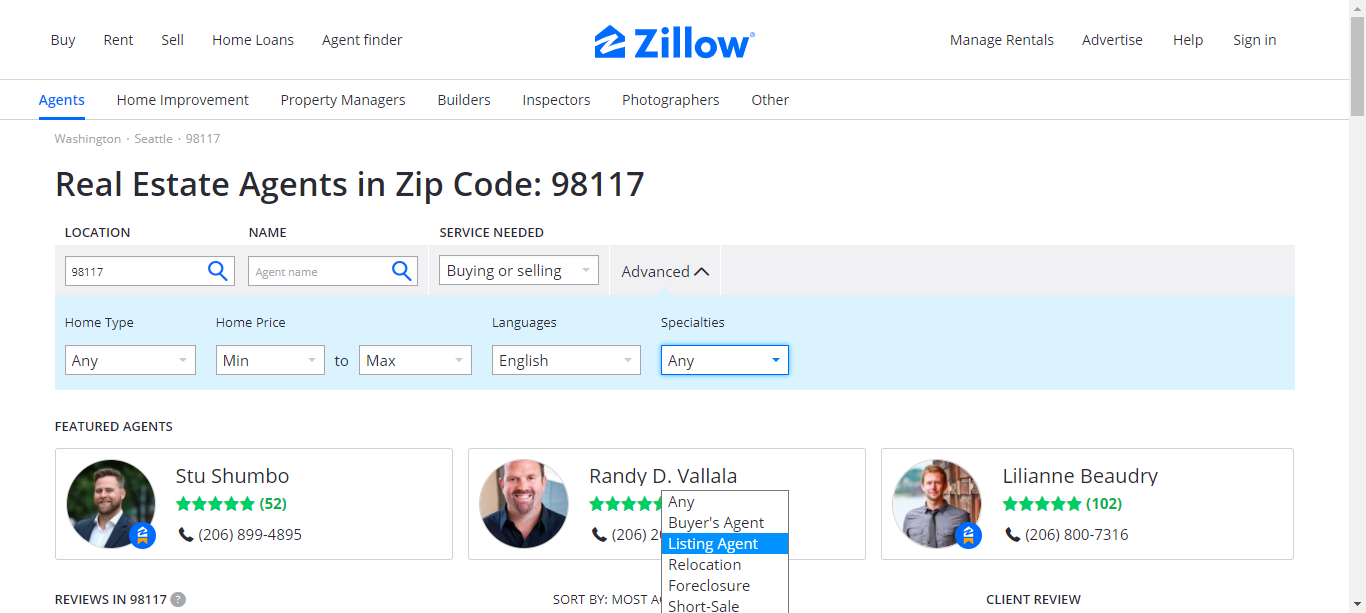 Buy Rent Sell Home Loans Agent finder Zillow® Manage Rentals Advertise Help Sign in
Agents Home Improvement Property Managers Builders Inspectors Photographers Other
Washington · Seattle · 98117
Real Estate Agents in Zip Code: 98117
LOCATION NAME SERVICE NEEDED
98117 Agent name Buying or selling Advanced
Home Type Home Price Languages Specialties
Any Min to Max English Any
FEATURED AGENTS
Stu Shumbo
(52)
(206) 899-4895
Randy D. Vallala
(206) 2
Lilianne Beaudry
(102)
(206) 800-7316
Any
Buyer's Agent
Listing Agent
Relocation
Foreclosure
Short-Sale
REVIEWS IN 98117 ? SORT BY: MOST CLIENT REVIEW